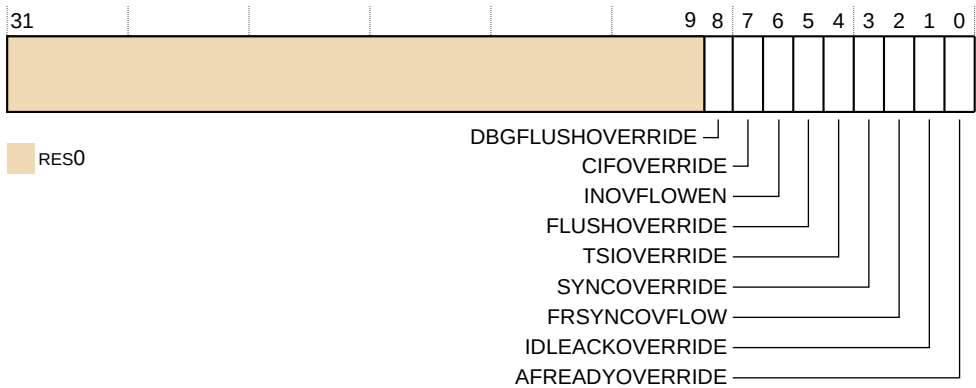 31 9 8 7 6 5 4 3 2 1 0
DBGFLUSHOVERRIDE
RES0
CIFOVERRIDE
INOVFLOWEN
FLUSHOVERRIDE
TSIOVERRIDE
SYNCOVERRIDE
FRSYNCOVFLOW
IDLEACKOVERRIDE
AFREADYOVERRIDE